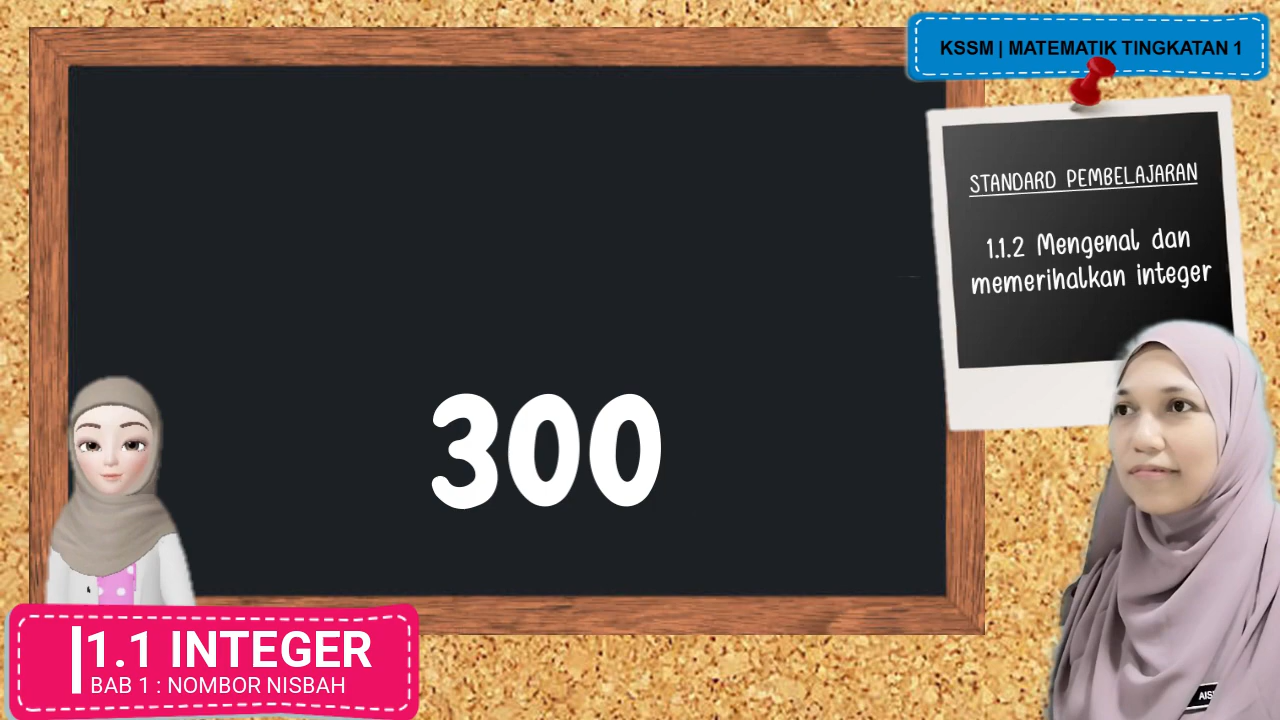 KSSM | MATEMATIK TINGKATAN 1
STANDARD PEMBELAJARAN
1.1.2 Mengenal dan
memerihalkan integer
300
1.1 INTEGER
BAB 1 : NOMBOR NISBAH